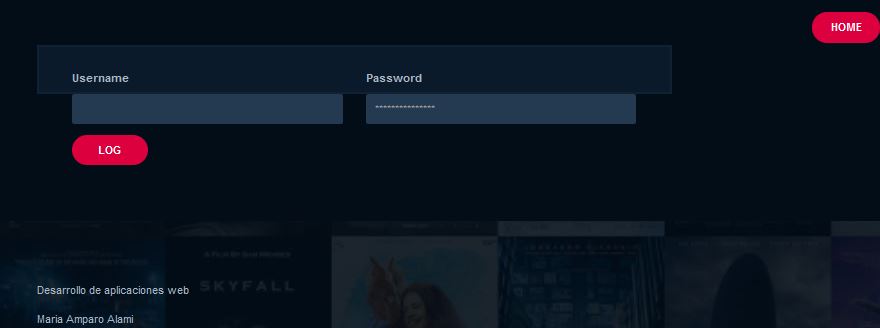 HOME
Username Password
***************
LOG
A FILM BY SAM MENDES
SKYFALL
Desarrollo de aplicaciones web
Maria Amparo Alami